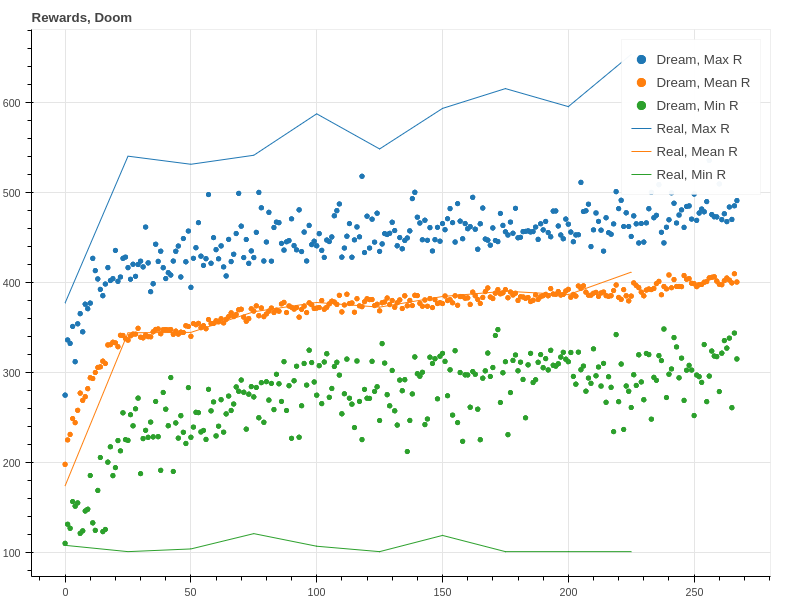 Rewards, Doom
600
500
400
300
200
100
0
50
100
150
200
250
Dream, Max R
Dream, Mean R
Dream, Min R
Real, Max R
Real, Mean R
Real, Min R